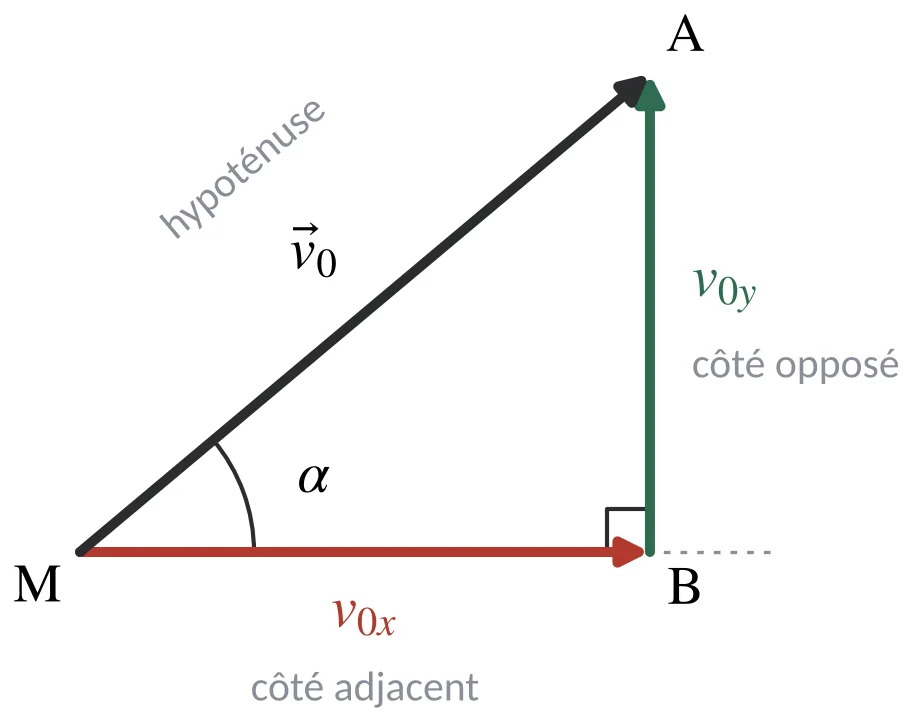 A
hypoténuse
v⃗₀
v₀y
côté opposé
α
M
B
v₀ₓ
côté adjacent